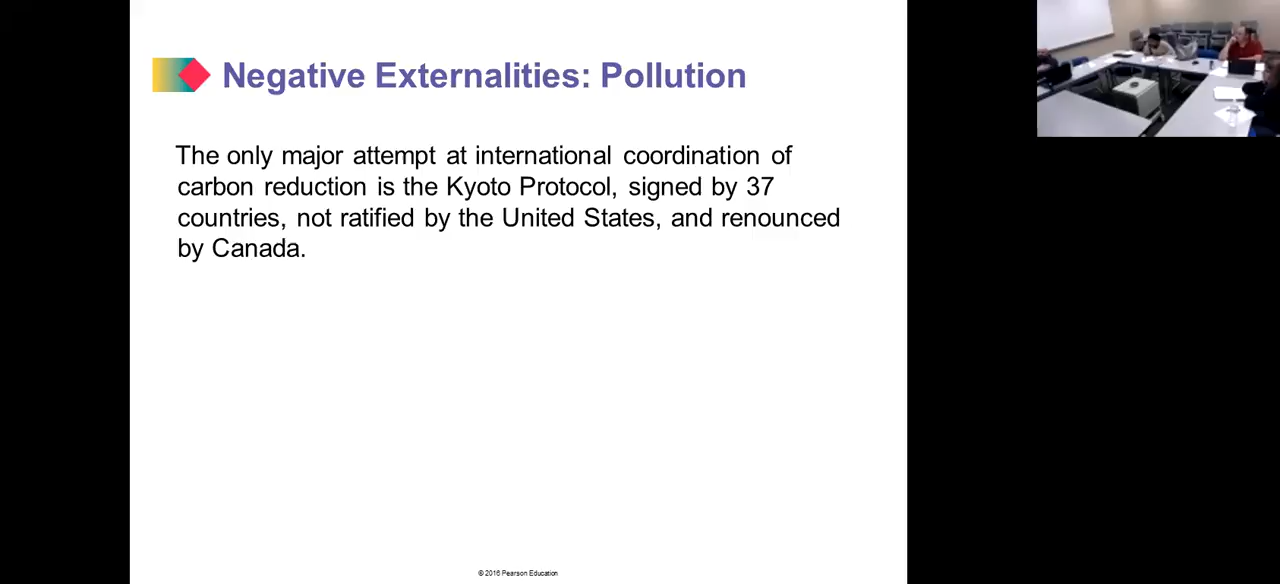 Negative Externalities: Pollution
The only major attempt at international coordination of
carbon reduction is the Kyoto Protocol, signed by 37
countries, not ratified by the United States, and renounced
by Canada.
© 2016 Pearson Education